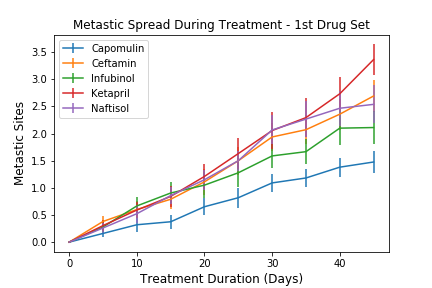 Metastic Spread During Treatment - 1st Drug Set
Metastic Sites
3.5
3.0
2.5
2.0
1.5
1.0
0.5
0.0
Capomulin
Ceftamin
Infubinol
Ketapril
Naftisol
0 10 20 30 40
Treatment Duration (Days)